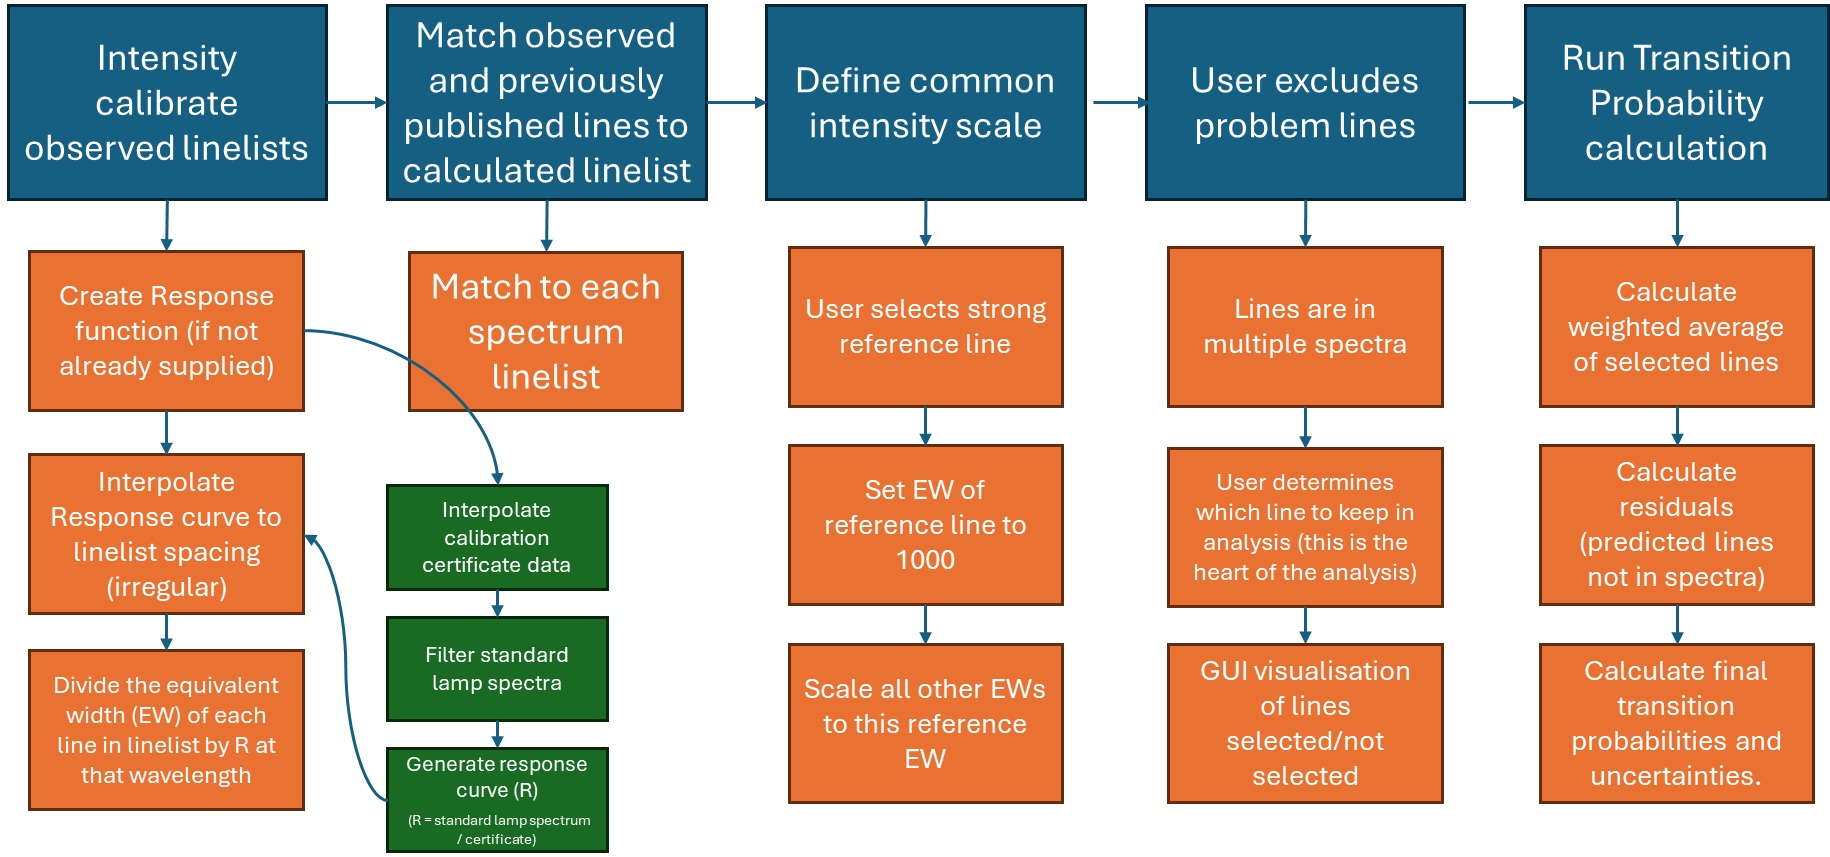 Intensity
calibrate
observed linelists
Match observed
and previously
published lines to
calculated linelist
Define common
intensity scale
User excludes
problem lines
Run Transition
Probability
calculation
Create Response
function (if not
already supplied)
Interpolate
Response curve to
linelist spacing
(irregular)
Divide the equivalent
width (EW) of each
line in linelist by R at
that wavelength
Match to each
spectrum
linelist
Interpolate
calibration
certificate data
Filter standard
lamp spectra
Generate response
curve (R)
(R = standard lamp spectrum
/ certificate)
User selects strong
reference line
Set EW of
reference line to
1000
Scale all other EWs
to this reference
EW
Lines are in
multiple spectra
User determines
which line to keep in
analysis (this is the
heart of the analysis)
GUI visualisation
of lines
selected/not
selected
Calculate
weighted average
of selected lines
Calculate
residuals
(predicted lines
not in spectra)
Calculate final
transition
probabilities and
uncertainties.